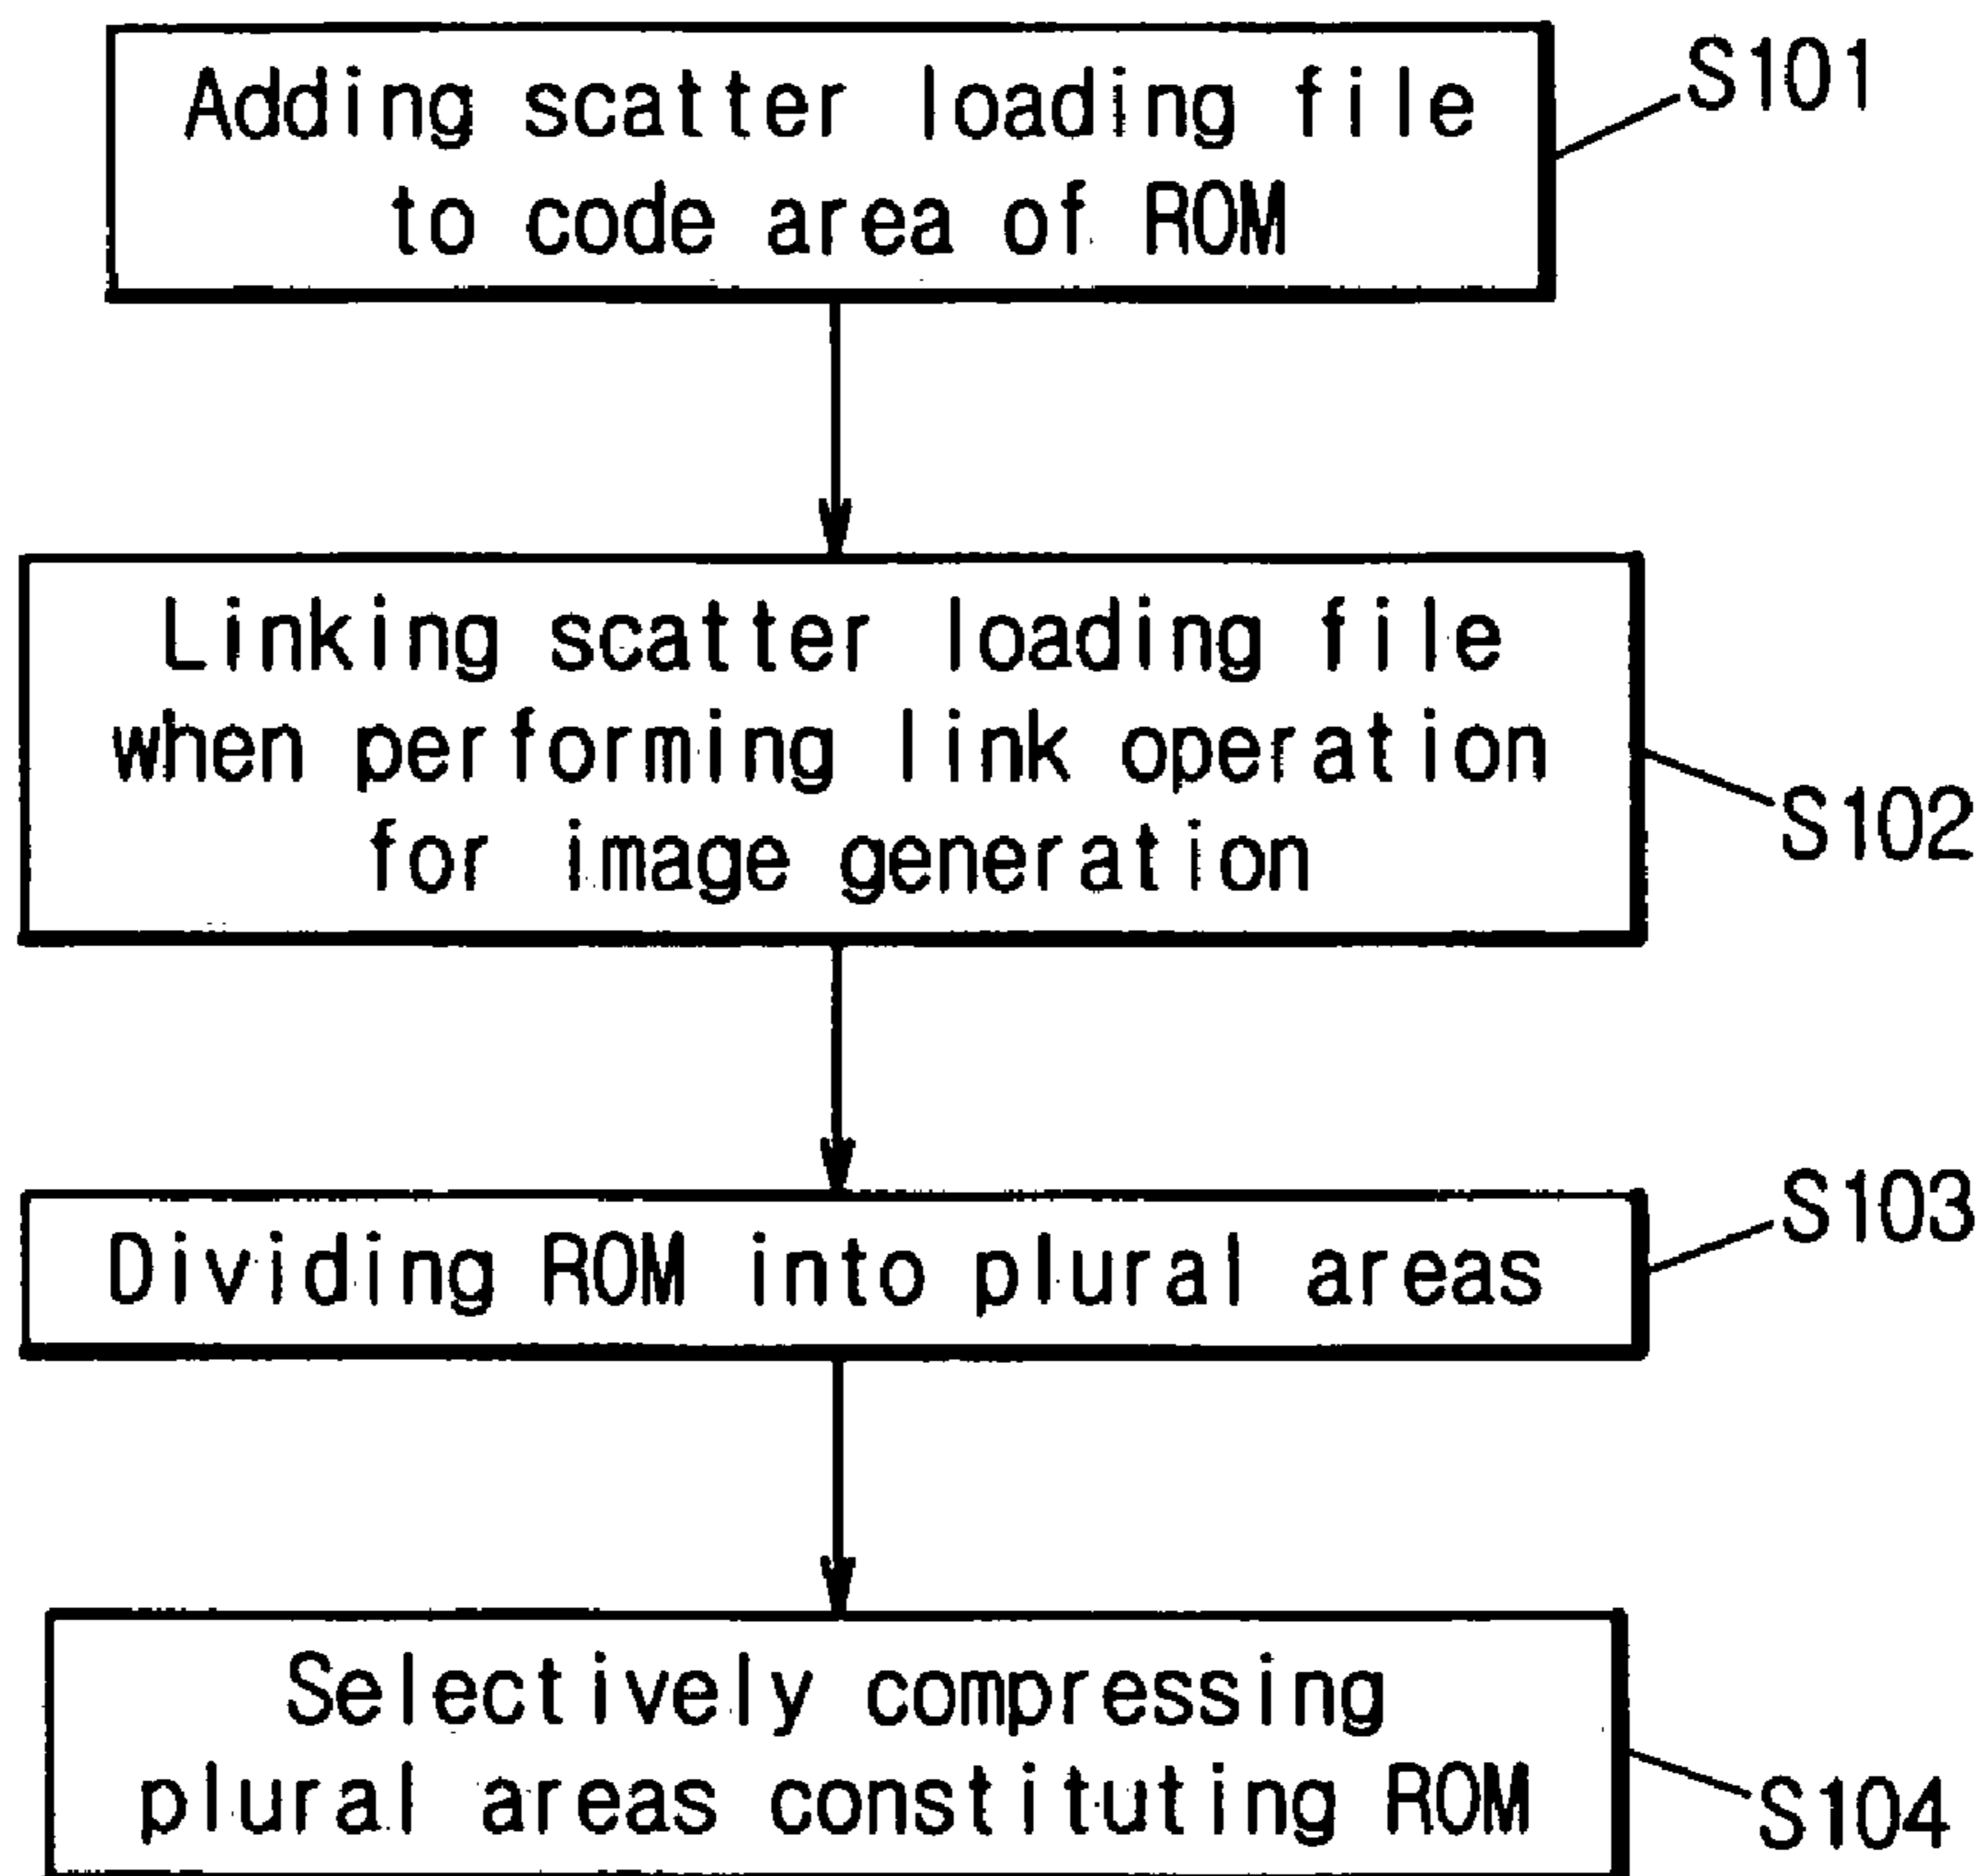 Adding scatter loading file
to code area of ROM
S101
Linking scatter loading file
when performing link operation
for image generation
S102
Dividing ROM into plural areas
S103
Selectively compressing
plural areas constituting ROM
S104